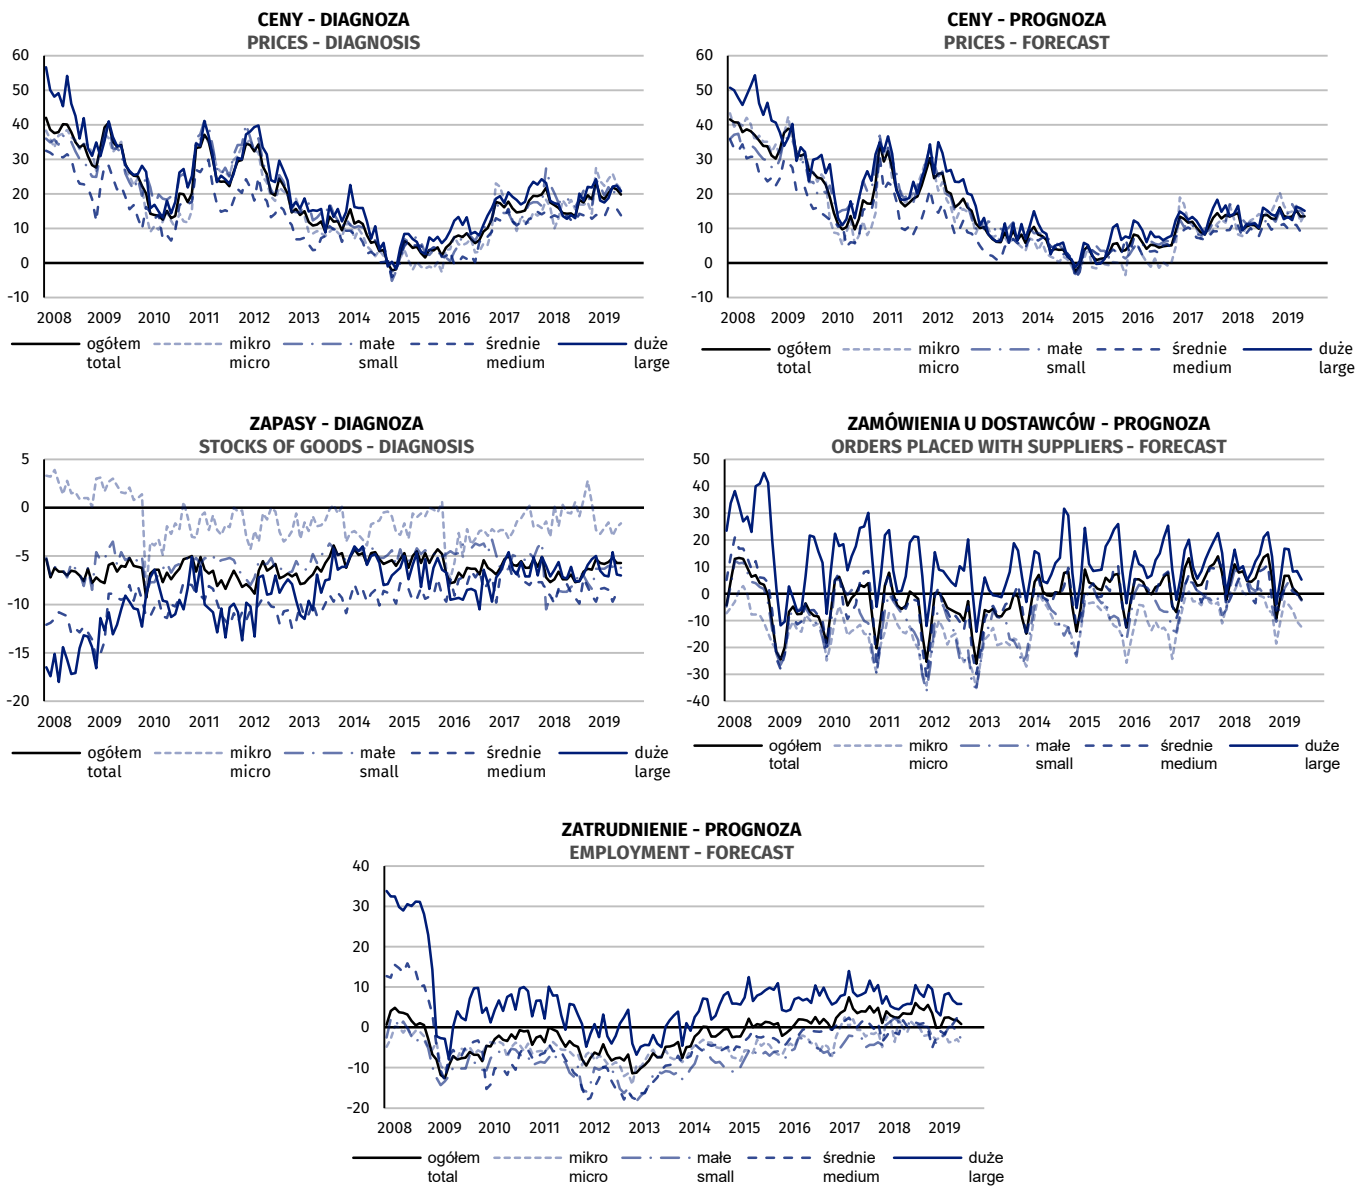 CENY - DIAGNOZA
PRICES - DIAGNOSIS
60
50
40
30
20
10
0
-10
2008 2009 2010 2011 2012 2013 2014 2015 2016 2017 2018 2019
ogółem mikro małe średnie duże
total micro small medium large
CENY - PROGNOZA
PRICES - FORECAST
60
50
40
30
20
10
0
-10
2008 2009 2010 2011 2012 2013 2014 2015 2016 2017 2018 2019
ogółem mikro małe średnie duże
total micro small medium large
ZAPASY - DIAGNOZA
STOCKS OF GOODS - DIAGNOSIS
5
0
-5
-10
-15
-20
2008 2009 2010 2011 2012 2013 2014 2015 2016 2017 2018 2019
ogółem mikro małe średnie duże
total micro small medium large
ZAMÓWIENIA U DOSTAWCÓW - PROGNOZA
ORDERS PLACED WITH SUPPLIERS - FORECAST
50
40
30
20
10
0
-10
-20
-30
-40
2008 2009 2010 2011 2012 2013 2014 2015 2016 2017 2018 2019
ogółem mikro małe średnie duże
total micro small medium large
ZATRUDNIENIE - PROGNOZA
EMPLOYMENT - FORECAST
40
30
20
10
0
-10
-20
2008 2009 2010 2011 2012 2013 2014 2015 2016 2017 2018 2019
ogółem mikro małe średnie duże
total micro small medium large